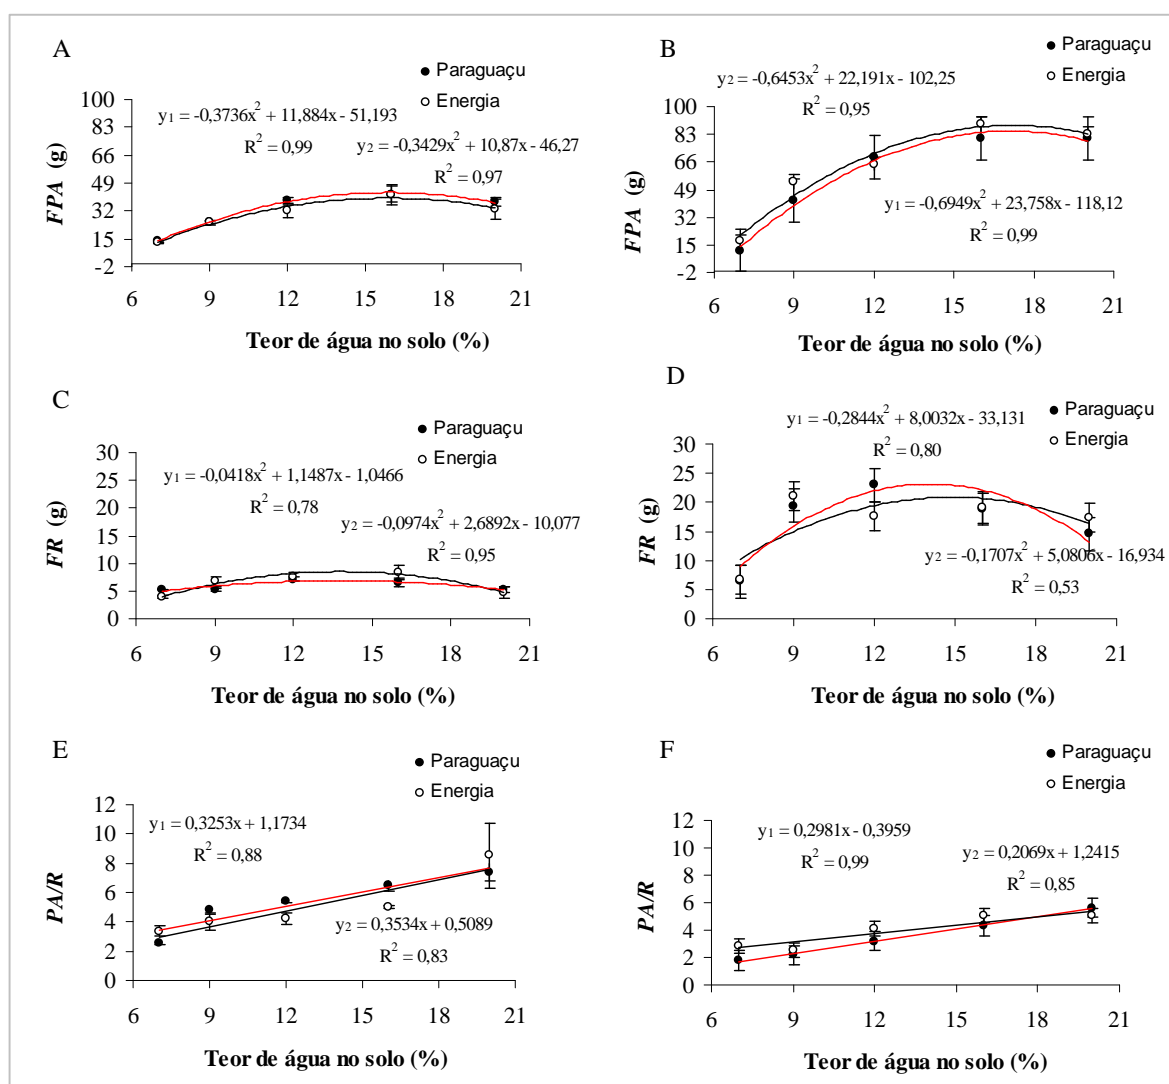 A
Paraguaçu
Energia
y1 = -0,3736x2 + 11,884x - 51,193
R2 = 0,99
y2 = -0,3429x2 + 10,87x - 46,27
R2 = 0,97
FPA (g)
100
83
66
49
32
15
-2
6 9 12 15 18 21
Teor de água no solo (%)
B
Paraguaçu
Energia
y2 = -0,6453x2 + 22,191x - 102,25
R2 = 0,95
y1 = -0,6949x2 + 23,758x - 118,12
R2 = 0,99
FPA (g)
100
83
66
49
32
15
-2
6 9 12 15 18 21
Teor de água no solo (%)
C
Paraguaçu
Energia
y1 = -0,0418x2 + 1,1487x - 1,0466
R2 = 0,78
y2 = -0,0974x2 + 2,6892x - 10,077
R2 = 0,95
FR (g)
30
25
20
15
10
5
0
6 9 12 15 18 21
Teor de água no solo (%)
D
Paraguaçu
Energia
y1 = -0,2844x2 + 8,0032x - 33,131
R2 = 0,80
y2 = -0,1707x2 + 5,0806x - 16,934
R2 = 0,53
FR (g)
30
25
20
15
10
5
0
6 9 12 15 18 21
Teor de água no solo (%)
E
Paraguaçu
Energia
y1 = 0,3253x + 1,1734
R2 = 0,88
y2 = 0,3534x + 0,5089
R2 = 0,83
PA/R
12
10
8
6
4
2
0
6 9 12 15 18 21
Teor de água no solo (%)
F
Paraguaçu
Energia
y1 = 0,2981x - 0,3959
R2 = 0,99
y2 = 0,2069x + 1,2415
R2 = 0,85
PA/R
12
10
8
6
4
2
0
6 9 12 15 18 21
Teor de água no solo (%)